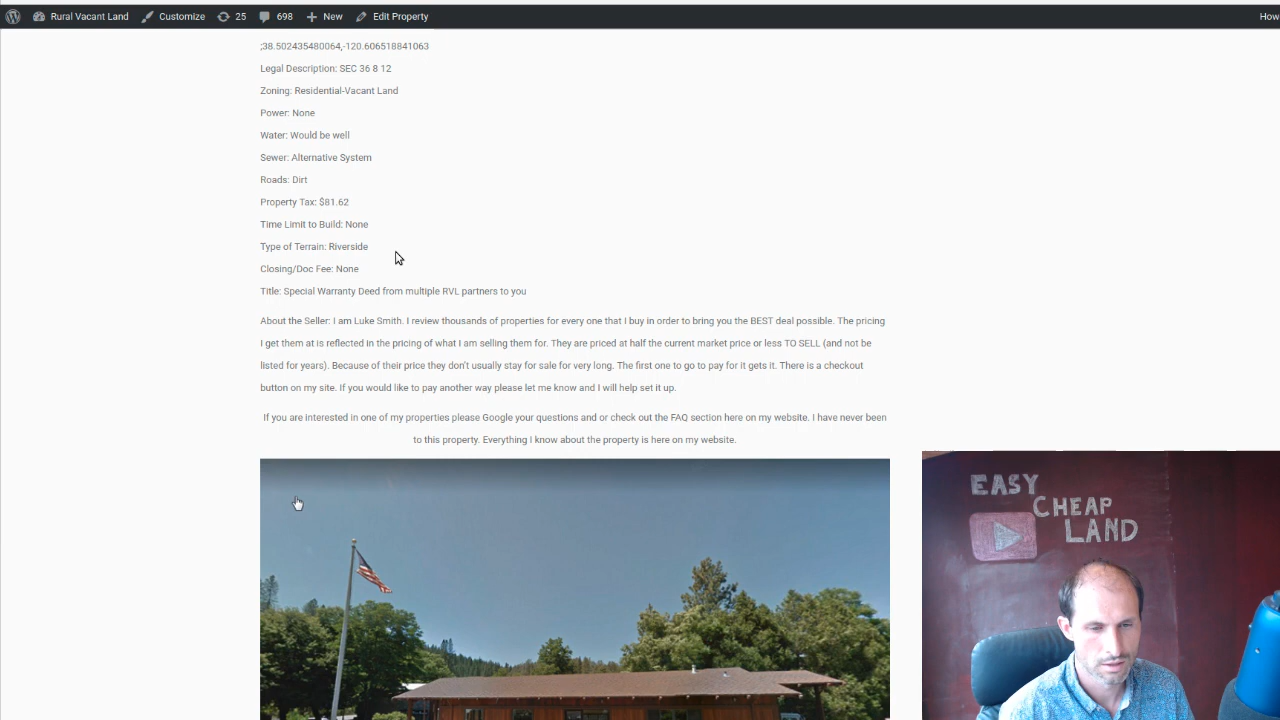 Rural Vacant Land Customize 25 698 New Edit Property How
;38.502435480064,-120.606518841063
Legal Description: SEC 36 8 12
Zoning: Residential-Vacant Land
Power: None
Water: Would be well
Sewer: Alternative System
Roads: Dirt
Property Tax: $81.62
Time Limit to Build: None
Type of Terrain: Riverside
Closing/Doc Fee: None
Title: Special Warranty Deed from multiple RVL partners to you
About the Seller: I am Luke Smith. I review thousands of properties for every one that I buy in order to bring you the BEST deal possible. The pricing
I get them at is reflected in the pricing of what I am selling them for. They are priced at half the current market price or less TO SELL (and not be
listed for years). Because of their price they don't usually stay for sale for very long. The first one to go to pay for it gets it. There is a checkout
button on my site. If you would like to pay another way please let me know and I will help set it up.
If you are interested in one of my properties please Google your questions and or check out the FAQ section here on my website. I have never been
to this property. Everything I know about the property is here on my website.
EASY
CHEAP
LAND